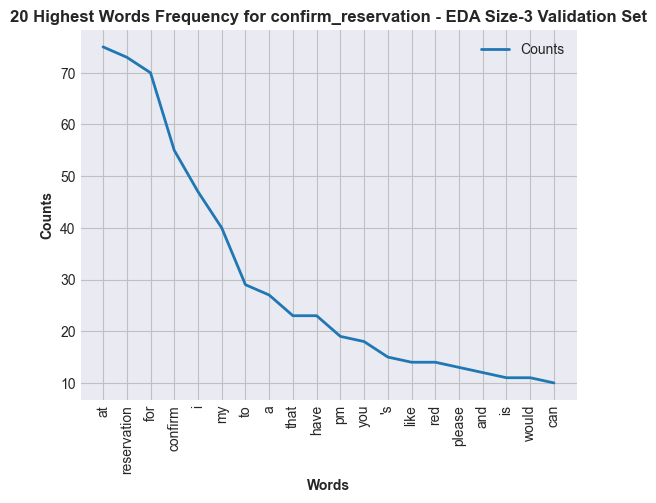 20 Highest Words Frequency for confirm_reservation - EDA Size-3 Validation Set
Counts
Counts
70
60
50
40
30
20
10
at
reservation
for
confirm
i
my
to
a
that
have
pm
you
's
like
red
please
and
is
would
can
Words